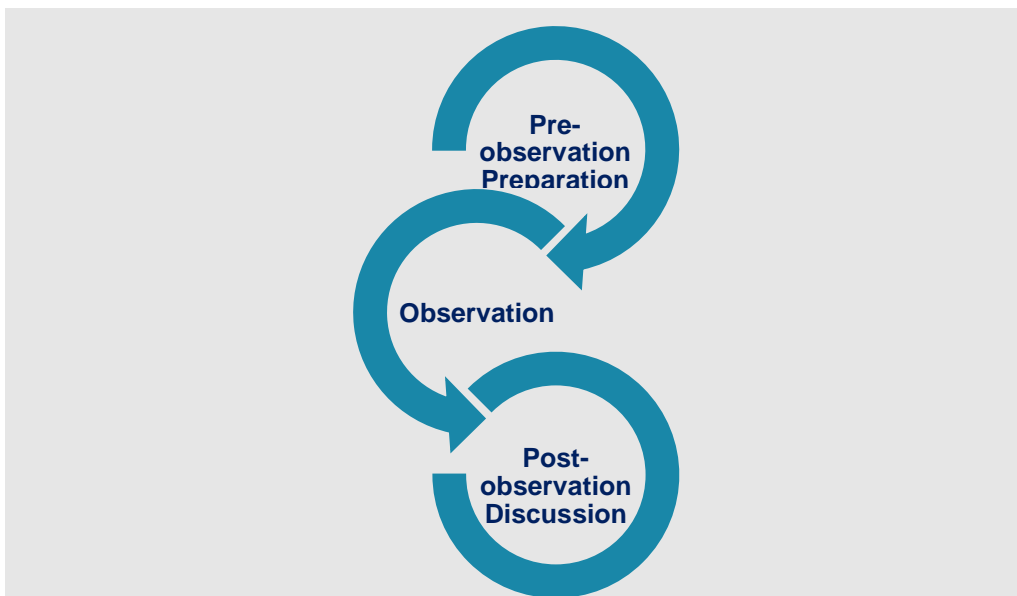 Pre-
observation
Preparation
Observation
Post-
observation
Discussion